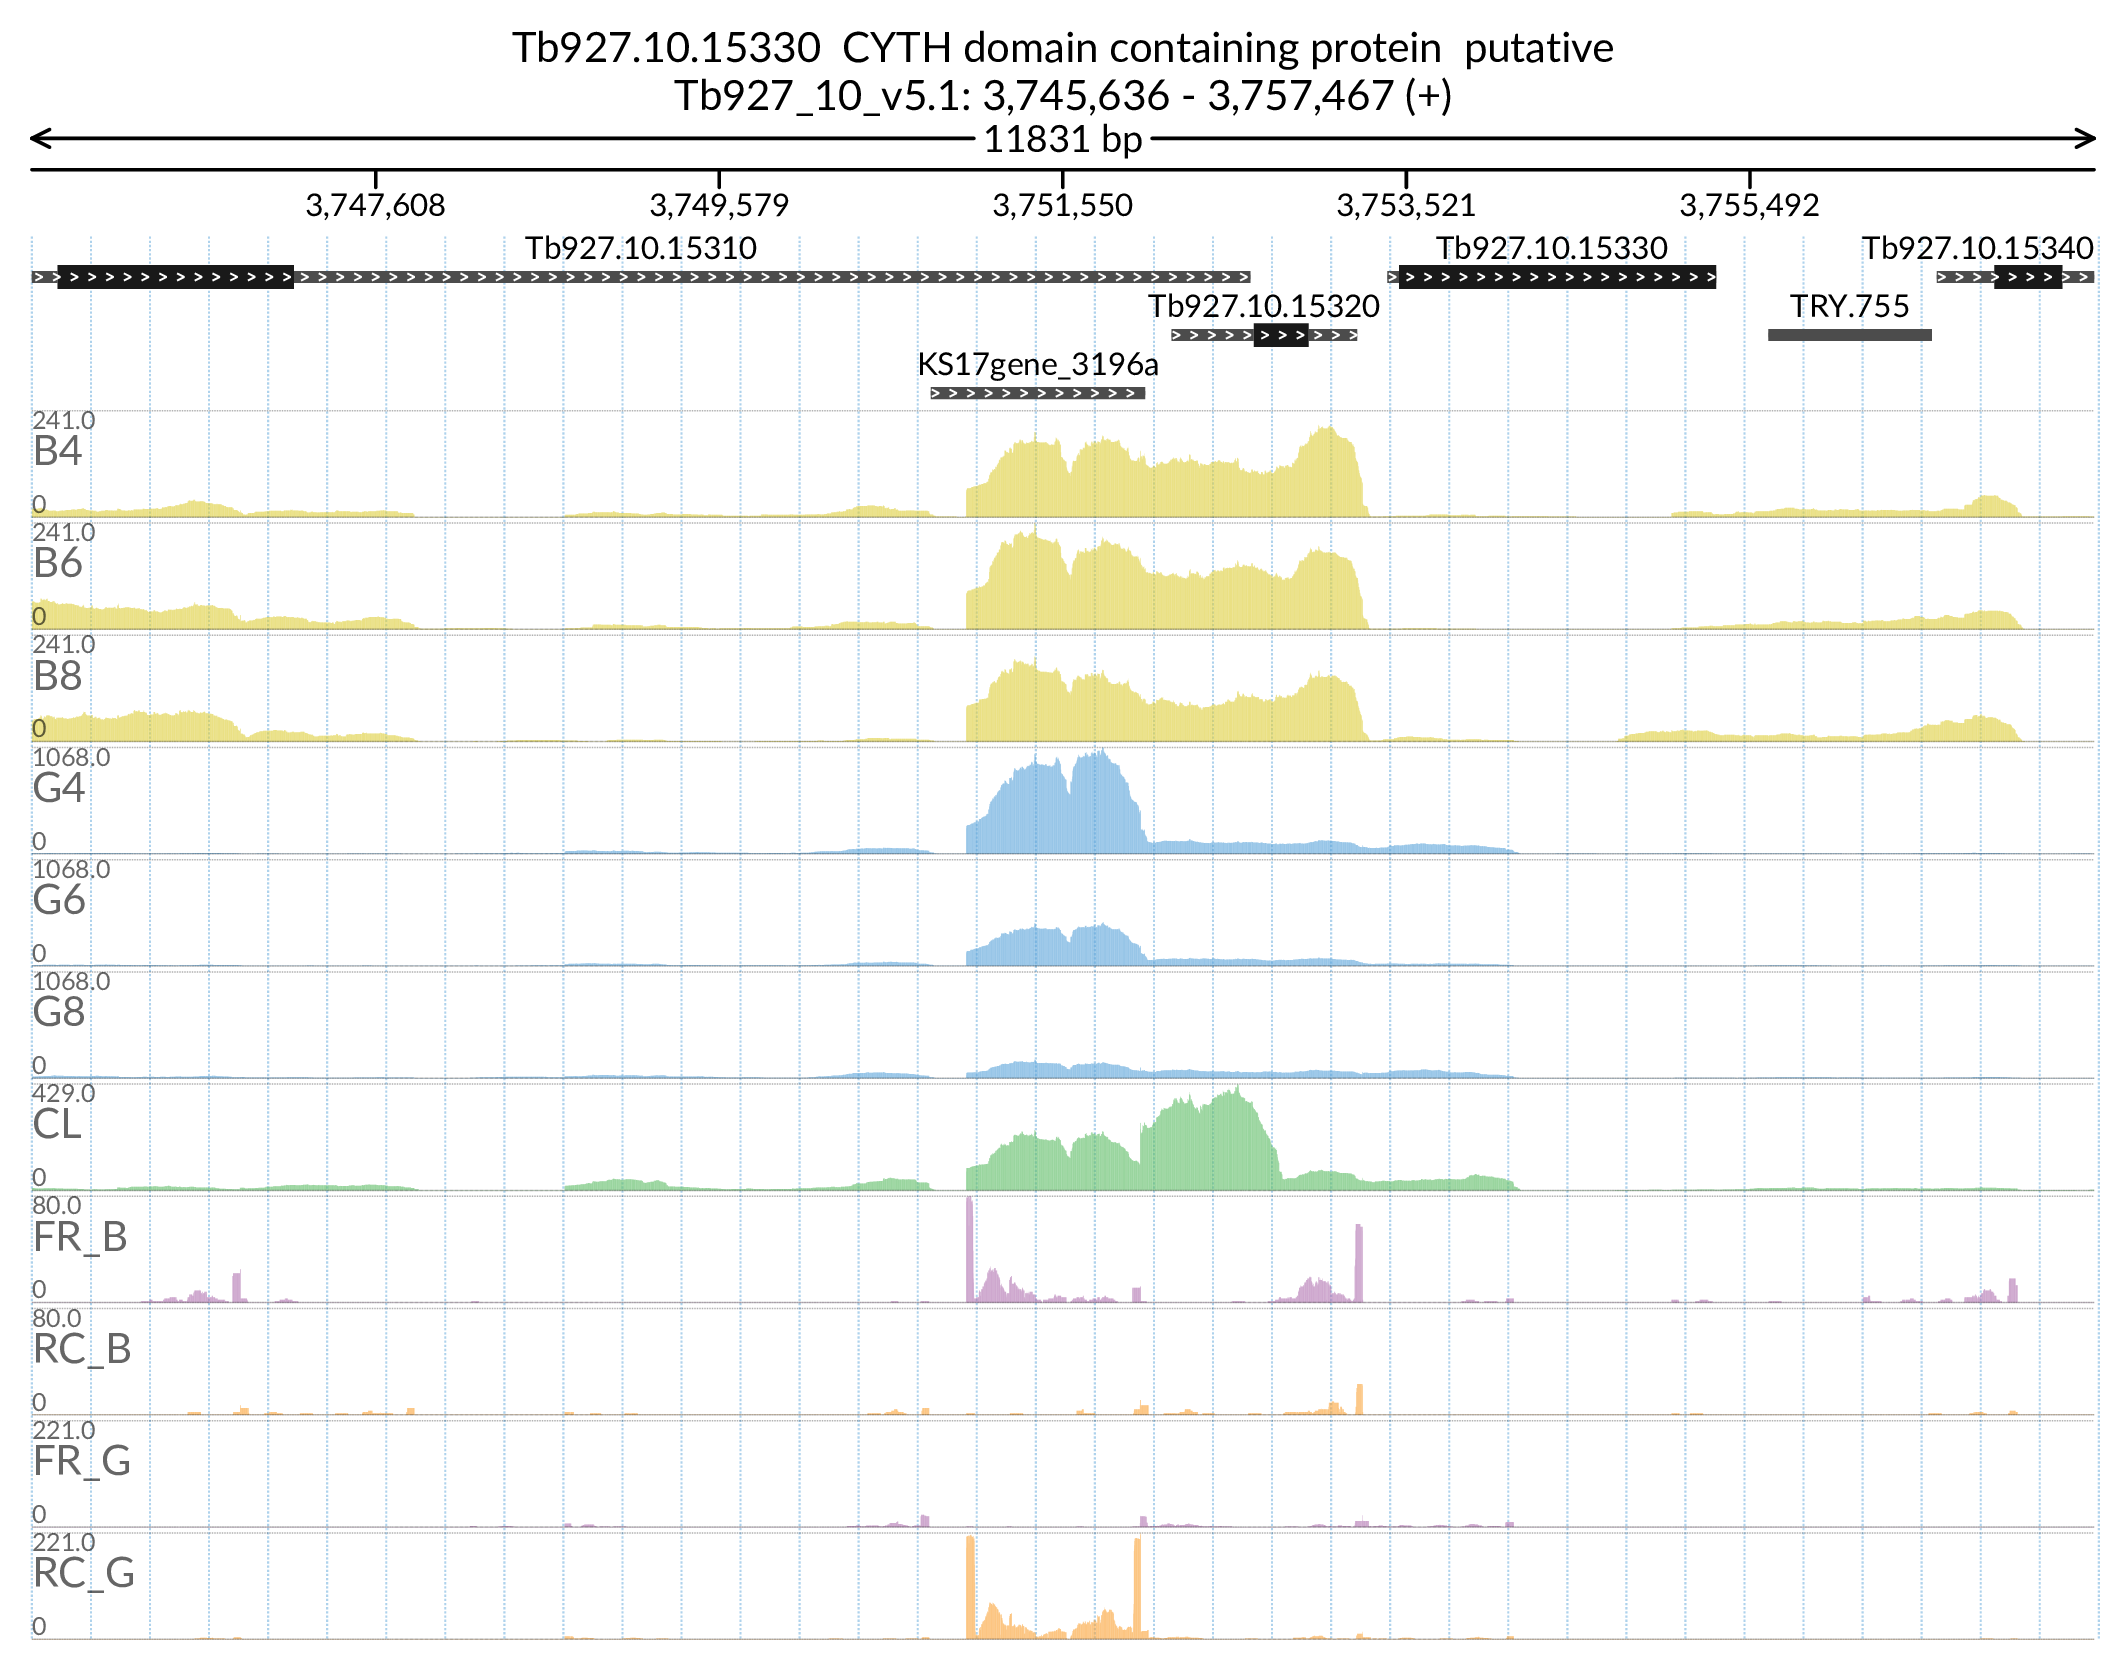 Tb927.10.15330  CYTH domain containing protein  putative
Tb927_10_v5.1: 3,745,636 - 3,757,467 (+)
11831 bp
3,747,608 3,749,579 3,751,550 3,753,521 3,755,492
Tb927.10.15310 Tb927.10.15330 Tb927.10.15340
Tb927.10.15320 TRY.755
KS17gene_3196a
241.0
B4
0
241.0
B6
0
241.0
B8
0
1068.0
G4
0
1068.0
G6
0
1068.0
G8
0
429.0
CL
0
80.0
FR_B
0
80.0
RC_B
0
221.0
FR_G
0
221.0
RC_G
0